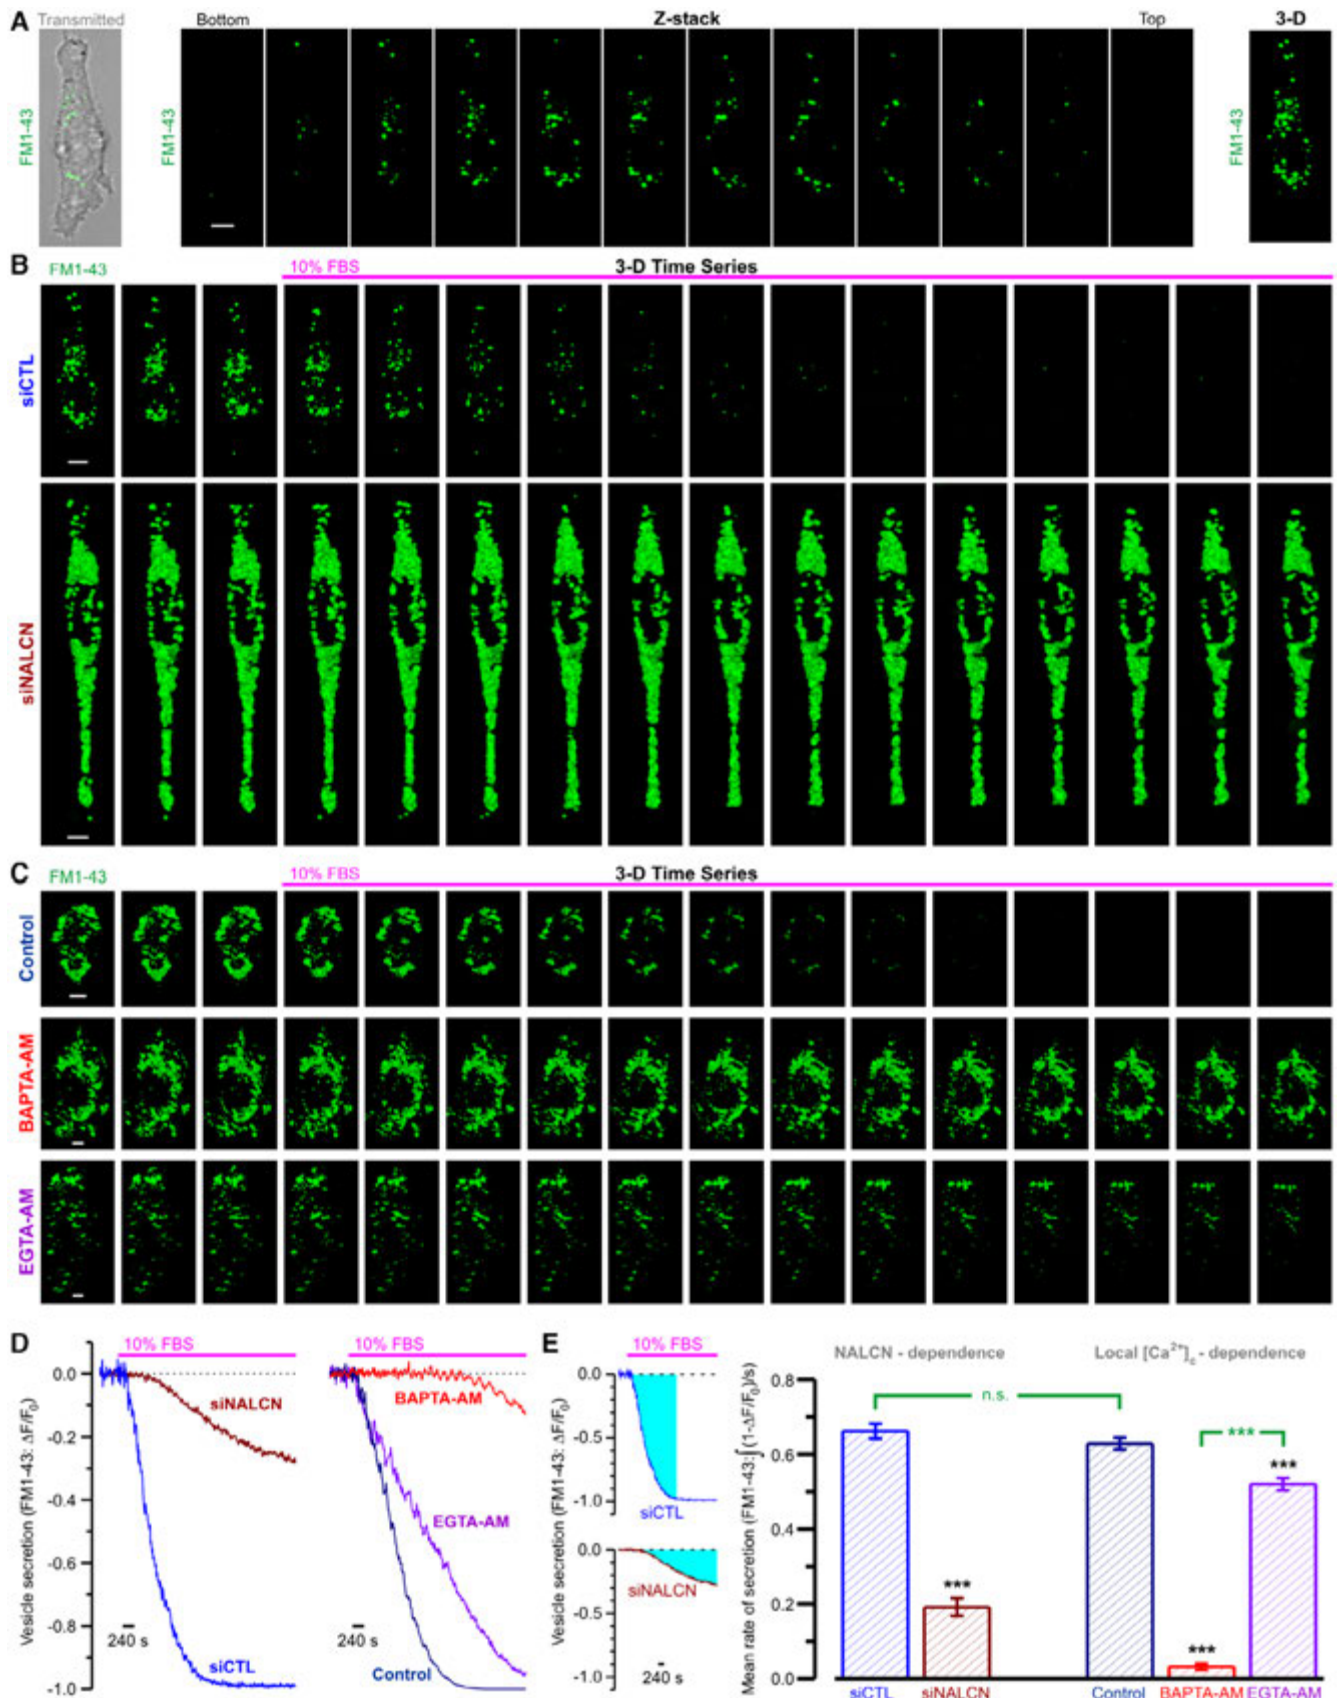 A
Transmitted
Bottom
Z-stack
Top
3-D
FM1-43
FM1-43
FM1-43
B
FM1-43
10% FBS
3-D Time Series
siCTL
siNALCN
C
FM1-43
10% FBS
3-D Time Series
Control
BAPTA-AM
EGTA-AM
D
10% FBS
10% FBS
Vesicle secretion (FM1-43: ΔF/F₀)
0.0
-0.2
-0.4
-0.6
-0.8
-1.0
siNALCN
siCTL
240 s
BAPTA-AM
EGTA-AM
Control
240 s
E
10% FBS
Vesicle secretion (FM1-43: ΔF/F₀)
0.0
-0.5
-1.0
siCTL
0.0
-0.5
-1.0
siNALCN
240 s
NALCN - dependence
Local [Ca²⁺]c - dependence
Mean rate of secretion (FM1-43:∫(1-ΔF/F₀)/s)
0.8
0.6
0.4
0.2
0.0
n.s.
***
***
***
***
siCTL
siNALCN
Control
BAPTA-AM
EGTA-AM